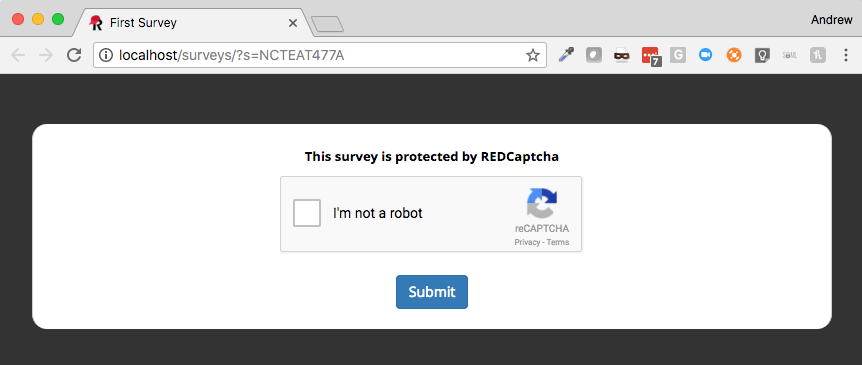 First Survey
Andrew
localhost/surveys/?s=NCTEAT477A
7
G
This survey is protected by REDCaptcha
I'm not a robot
reCAPTCHA
Privacy - Terms
Submit